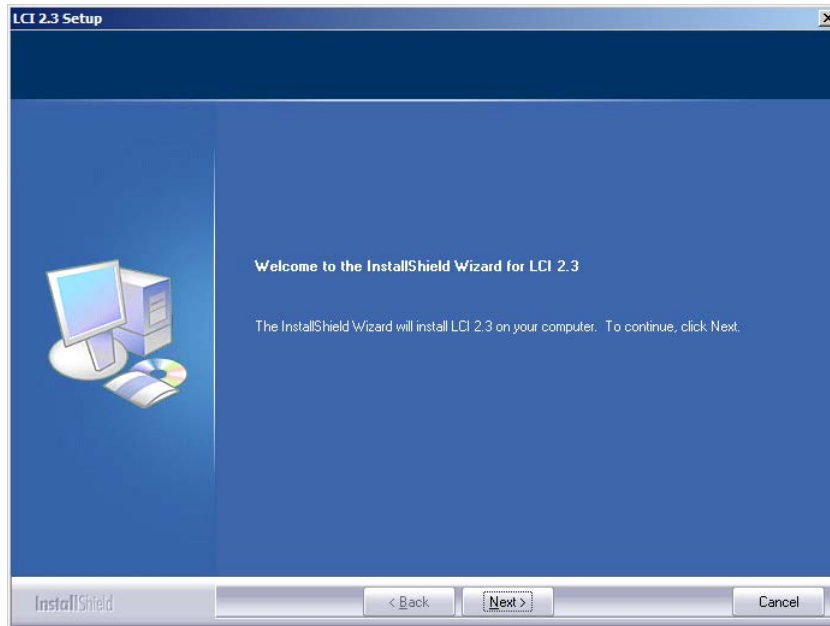 LCI 2.3 Setup
Welcome to the InstallShield Wizard for LCI 2.3
The InstallShield Wizard will install LCI 2.3 on your computer. To continue, click Next.
InstallShield
< Back
Next >
Cancel